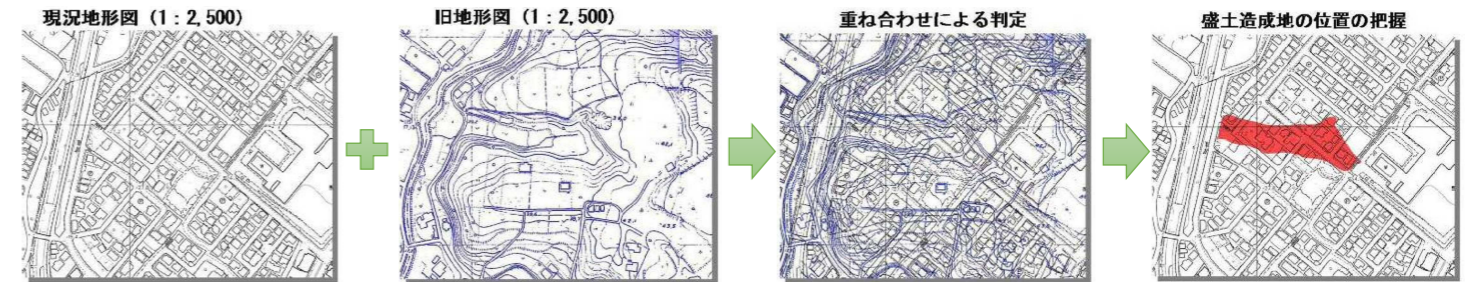 現況地形図（1：2,500）
旧地形図（1：2,500）
重ね合わせによる判定
盛土造成地の位置の把握